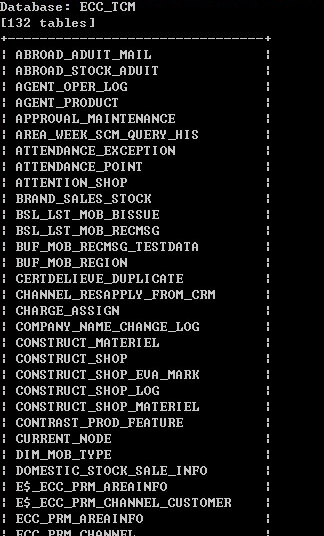 Database: ECC_TCM
[132 tables]
+-------------------------------+
| ABROAD_ADUIT_MAIL |
| ABROAD_STOCK_ADUIT |
| AGENT_OPER_LOG |
| AGENT_PRODUCT |
| APPROVAL_MAINTENANCE |
| AREA_WEEK_SCM_QUERY_HIS |
| ATTENDANCE_EXCEPTION |
| ATTENDANCE_POINT |
| ATTENTION_SHOP |
| BRAND_SALES_STOCK |
| BSL_LST_MOB_BISSUE |
| BSL_LST_MOB_RECMSG |
| BUF_MOB_RECMSG_TESTDATA |
| BUF_MOB_REGION |
| CERTDELIEVE_DUPLICATE |
| CHANNEL_RESAPPLY_FROM_CRM |
| CHARGE_ASSIGN |
| COMPANY_NAME_CHANGE_LOG |
| CONSTRUCT_MATERIEL |
| CONSTRUCT_SHOP |
| CONSTRUCT_SHOP_EVA_MARK |
| CONSTRUCT_SHOP_LOG |
| CONSTRUCT_SHOP_MATERIEL |
| CONTRAST_PROD_FEATURE |
| CURRENT_NODE |
| DIM_MOB_TYPE |
| DOMESTIC_STOCK_SALE_INFO |
| E$_ECC_PRM_AREAINFO |
| E$_ECC_PRM_CHANNEL_CUSTOMER |
| ECC_PRM_AREAINFO |
| ECC_PRM_CHANNEL |